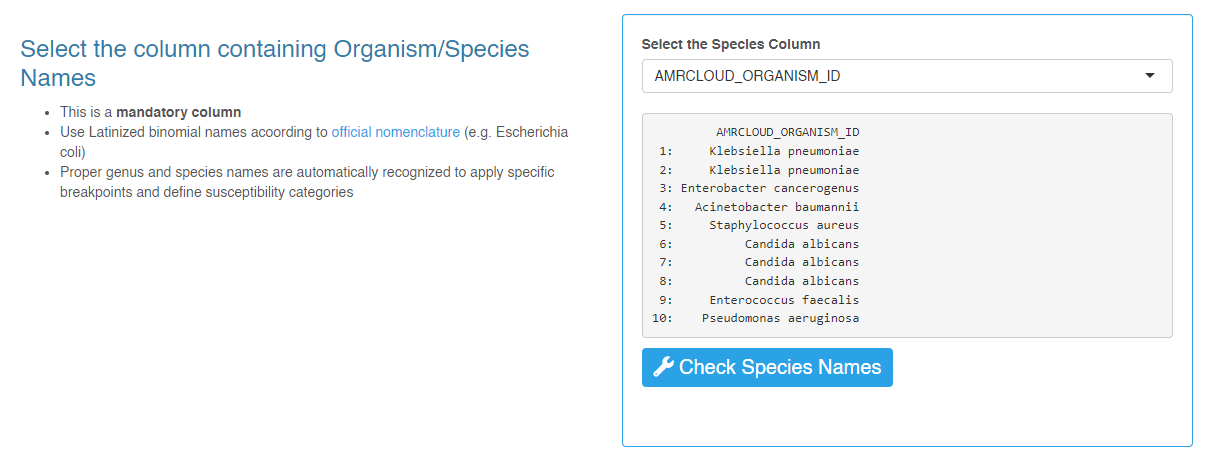 Select the column containing Organism/Species
Names
This is a mandatory column
Use Latinized binomial names acoording to official nomenclature (e.g. Escherichia
coli)
Proper genus and species names are automatically recognized to apply specific
breakpoints and define susceptibility categories
Select the Species Column
AMRCLOUD_ORGANISM_ID
AMRCLOUD_ORGANISM_ID
1: Klebsiella pneumoniae
2: Klebsiella pneumoniae
3: Enterobacter cancerogenus
4: Acinetobacter baumannii
5: Staphylococcus aureus
6: Candida albicans
7: Candida albicans
8: Candida albicans
9: Enterococcus faecalis
10: Pseudomonas aeruginosa
Check Species Names